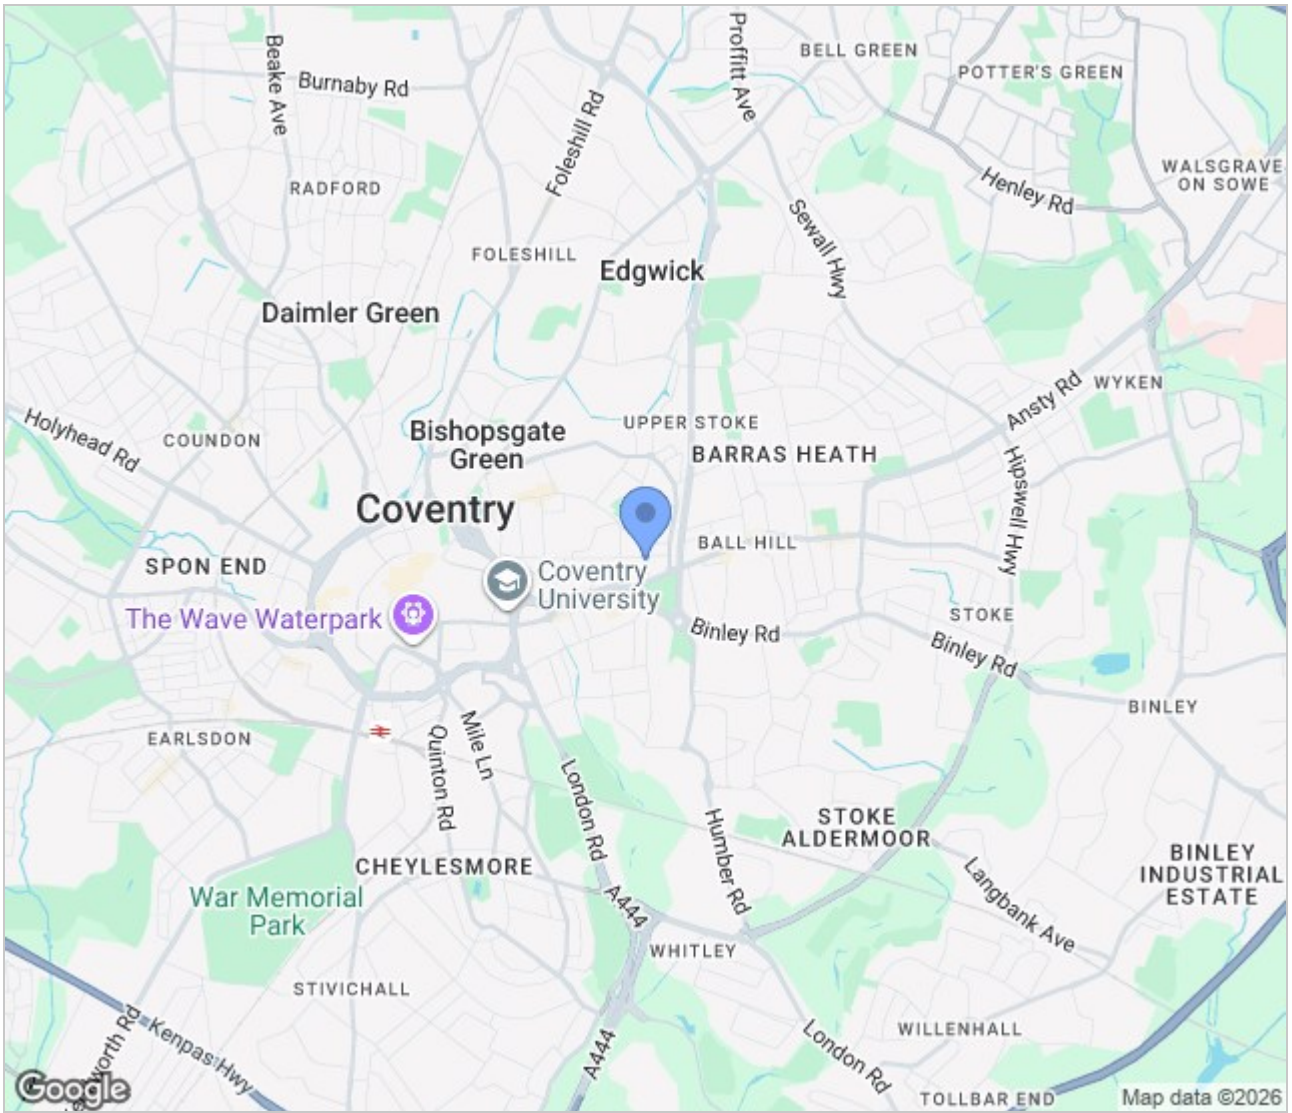 Beake Ave
Burnaby Rd
Foleshill Rd
Proffitt Ave
BELL GREEN
POTTER'S GREEN
WALSGRAVE
ON SOWE
RADFORD
Henley Rd
Sewall Hwy
FOLESHILL
Edgwick
Daimler Green
Ansty Rd
WYKEN
Holyhead Rd
COUNDON
Bishopsgate
Green
UPPER STOKE
BARRAS HEATH
Hipswell Hwy
Coventry
BALL HILL
SPON END
Coventry
University
The Wave Waterpark
STOKE
Binley Rd
Binley Rd
BINLEY
EARLSDON
Mile Ln
Quinton Rd
London Rd
Humber Rd
STOKE
ALDERMOOR
CHEYLESMORE
Langbank Ave
BINLEY
INDUSTRIAL
ESTATE
War Memorial
Park
A444
WHITLEY
STIVICHALL
WILLENHALL
Kenpas Hwy
A444
London Rd
TOLLBAR END
Google
Map data ©2026